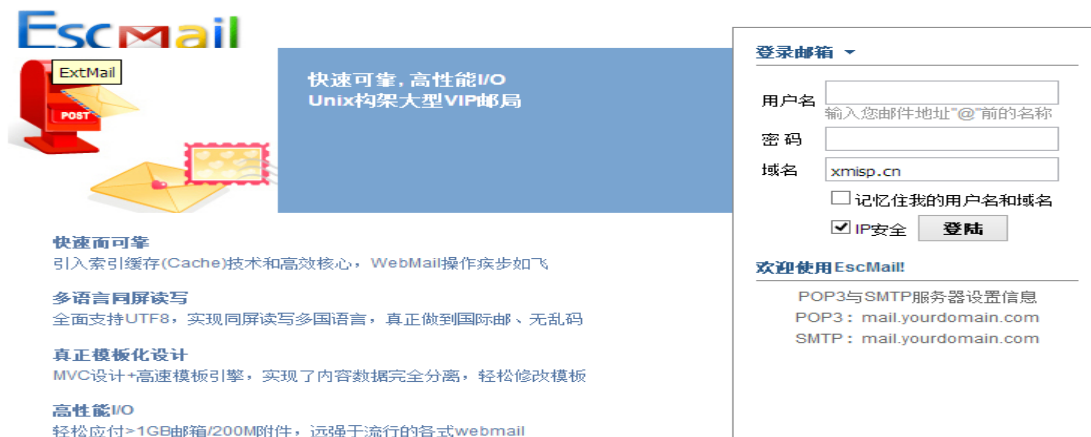 EscMail
ExtMail
POST
快速可靠,高性能I/O
Unix构架大型VIP邮局
快速而可靠
引入索引缓存(Cache)技术和高效核心，WebMail操作疾步如飞
多语言同屏读写
全面支持UTF8，实现同屏读写多国语言，真正做到国际邮、无乱码
真正模板化设计
MVC设计+高速模板引擎，实现了内容数据完全分离，轻松修改模板
高性能I/O
轻松应付>1GB邮箱/200M附件，远强于流行的各式webmail
登录邮箱
用户名
输入您邮件地址"@"前的名称
密 码
域名 xmisp.cn
记忆住我的用户名和域名
IP安全 登陆
欢迎使用EscMail!
POP3与SMTP服务器设置信息
POP3：mail.yourdomain.com
SMTP：mail.yourdomain.com